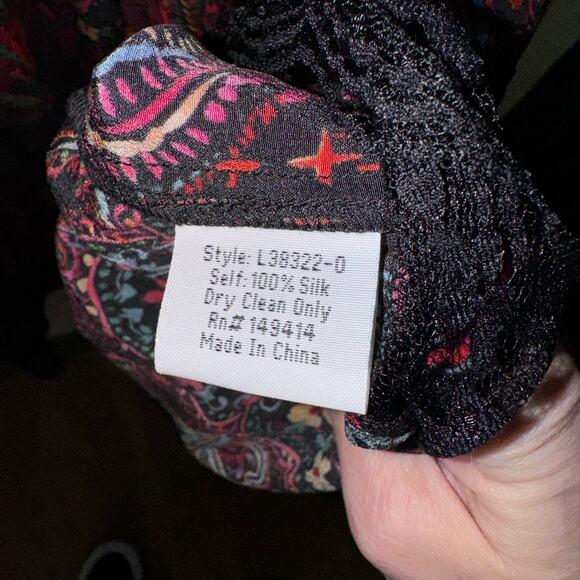 Style: L38322-0
Self: 100% Silk
Dry Clean Only
Rn# 149414
Made In China